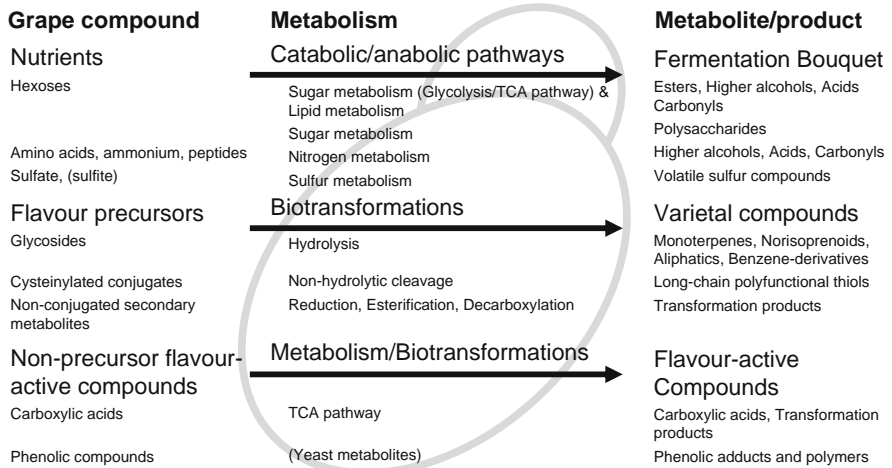 Grape compound
Metabolism
Metabolite/product
Nutrients
Catabolic/anabolic pathways
Fermentation Bouquet
Hexoses
Sugar metabolism (Glycolysis/TCA pathway) &
Lipid metabolism
Esters, Higher alcohols, Acids
Carbonyls
Sugar metabolism
Polysaccharides
Amino acids, ammonium, peptides
Nitrogen metabolism
Higher alcohols, Acids, Carbonyls
Sulfate, (sulfite)
Sulfur metabolism
Volatile sulfur compounds
Flavour precursors
Biotransformations
Varietal compounds
Glycosides
Hydrolysis
Monoterpenes, Norisoprenoids,
Aliphatics, Benzene-derivatives
Cysteinylated conjugates
Non-hydrolytic cleavage
Long-chain polyfunctional thiols
Non-conjugated secondary
metabolites
Reduction, Esterification, Decarboxylation
Transformation products
Non-precursor flavour-
active compounds
Metabolism/Biotransformations
Flavour-active
Compounds
Carboxylic acids
TCA pathway
Carboxylic acids, Transformation
products
Phenolic compounds
(Yeast metabolites)
Phenolic adducts and polymers